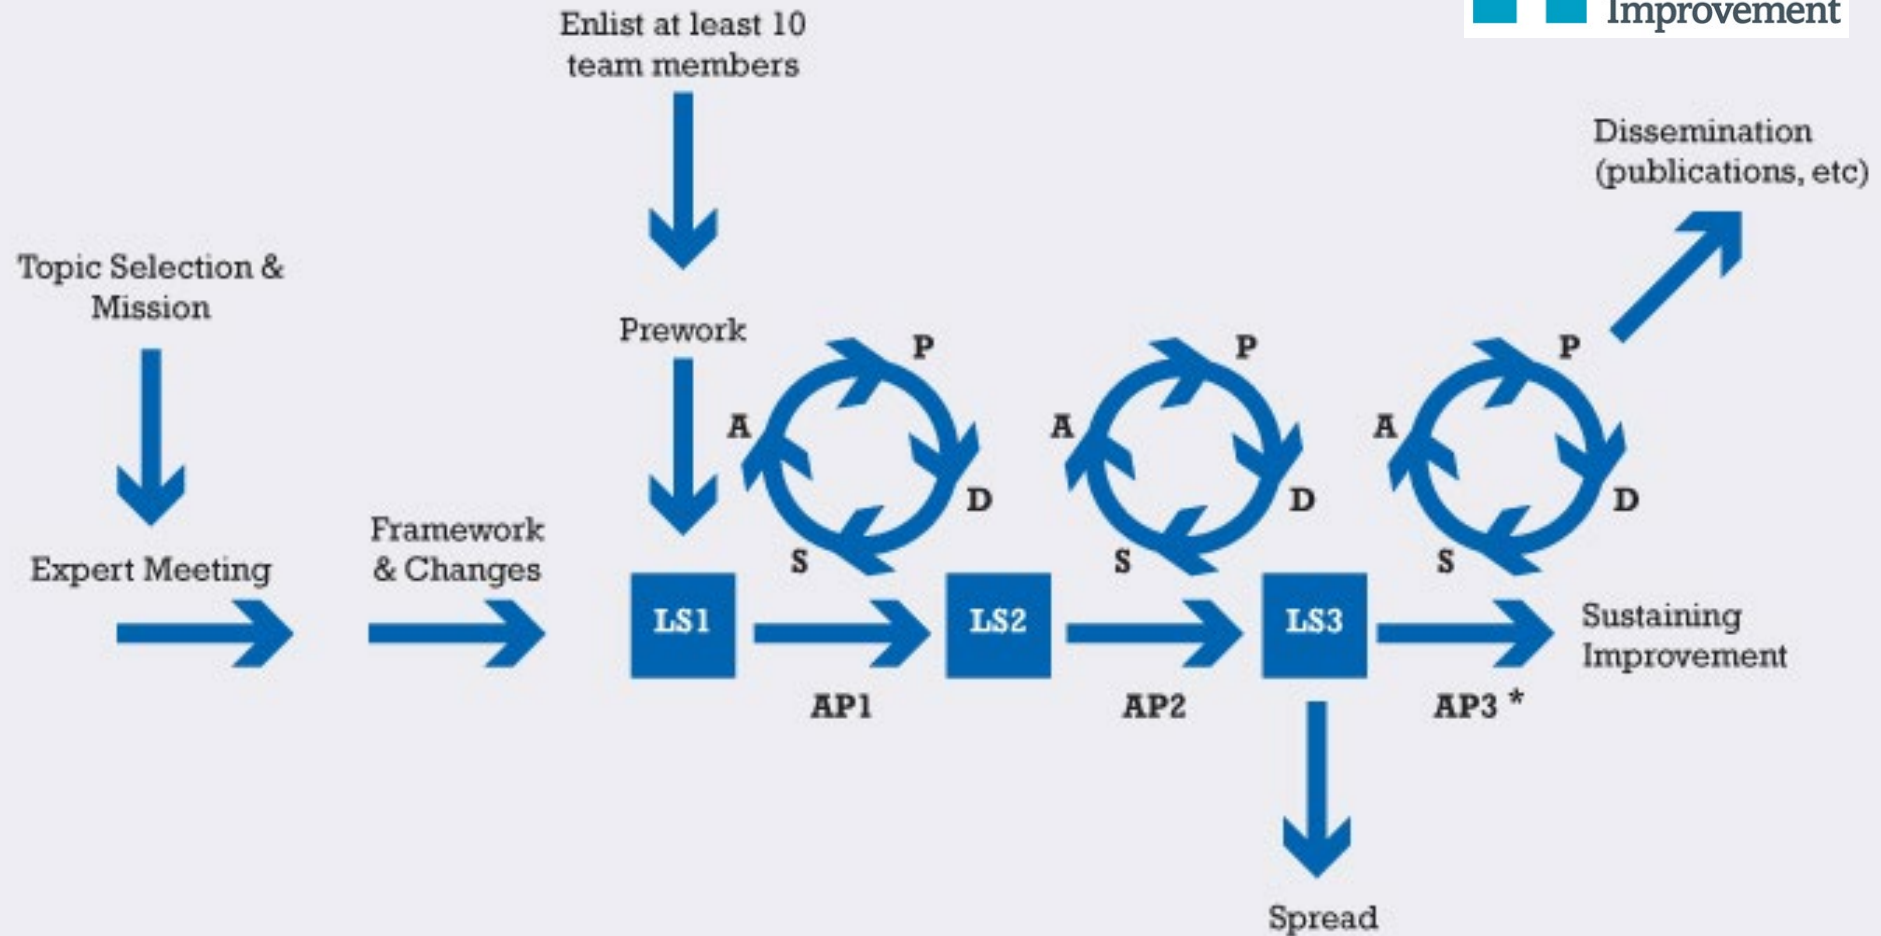 Improvement
Enlist at least 10
team members
Dissemination
(publications, etc)
Topic Selection &
Mission
Prework
P
A
D
S
P
A
D
S
P
A
D
S
Expert Meeting
Framework
& Changes
LS1
LS2
LS3
Sustaining
Improvement
AP1
AP2
AP3 *
Spread